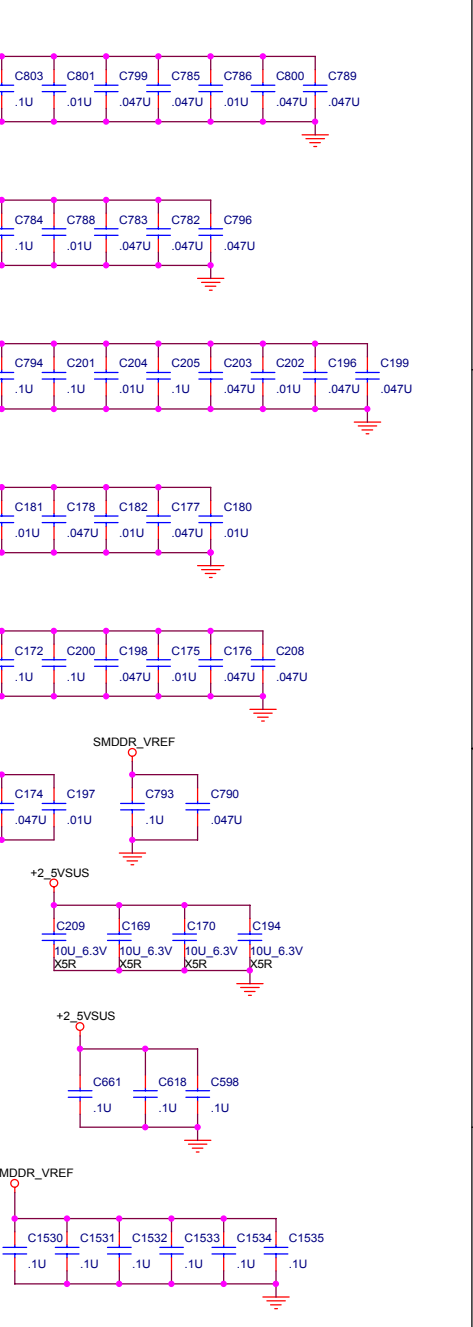 C803 C801 C799 C785 C786 C800 C789
.1U .01U .047U .047U .01U .047U .047U
C784 C788 C783 C782 C796
.1U .01U .047U .047U .047U
C794 C201 C204 C205 C203 C202 C196 C199
.1U .1U .01U .1U .047U .01U .047U .047U
C181 C178 C182 C177 C180
.01U .047U .01U .047U .01U
C172 C200 C198 C175 C176 C208
.1U .1U .047U .01U .047U .047U
SMDDR_VREF
C174 C197 C793 C790
.047U .01U .1U .047U
+2_5VSUS
C209 C169 C170 C194
10U_6.3V 10U_6.3V 10U_6.3V 10U_6.3V
X5R X5R X5R X5R
+2_5VSUS
C661 C618 C598
.1U .1U .1U
MDDR_VREF
C1530 C1531 C1532 C1533 C1534 C1535
.1U .1U .1U .1U .1U .1U